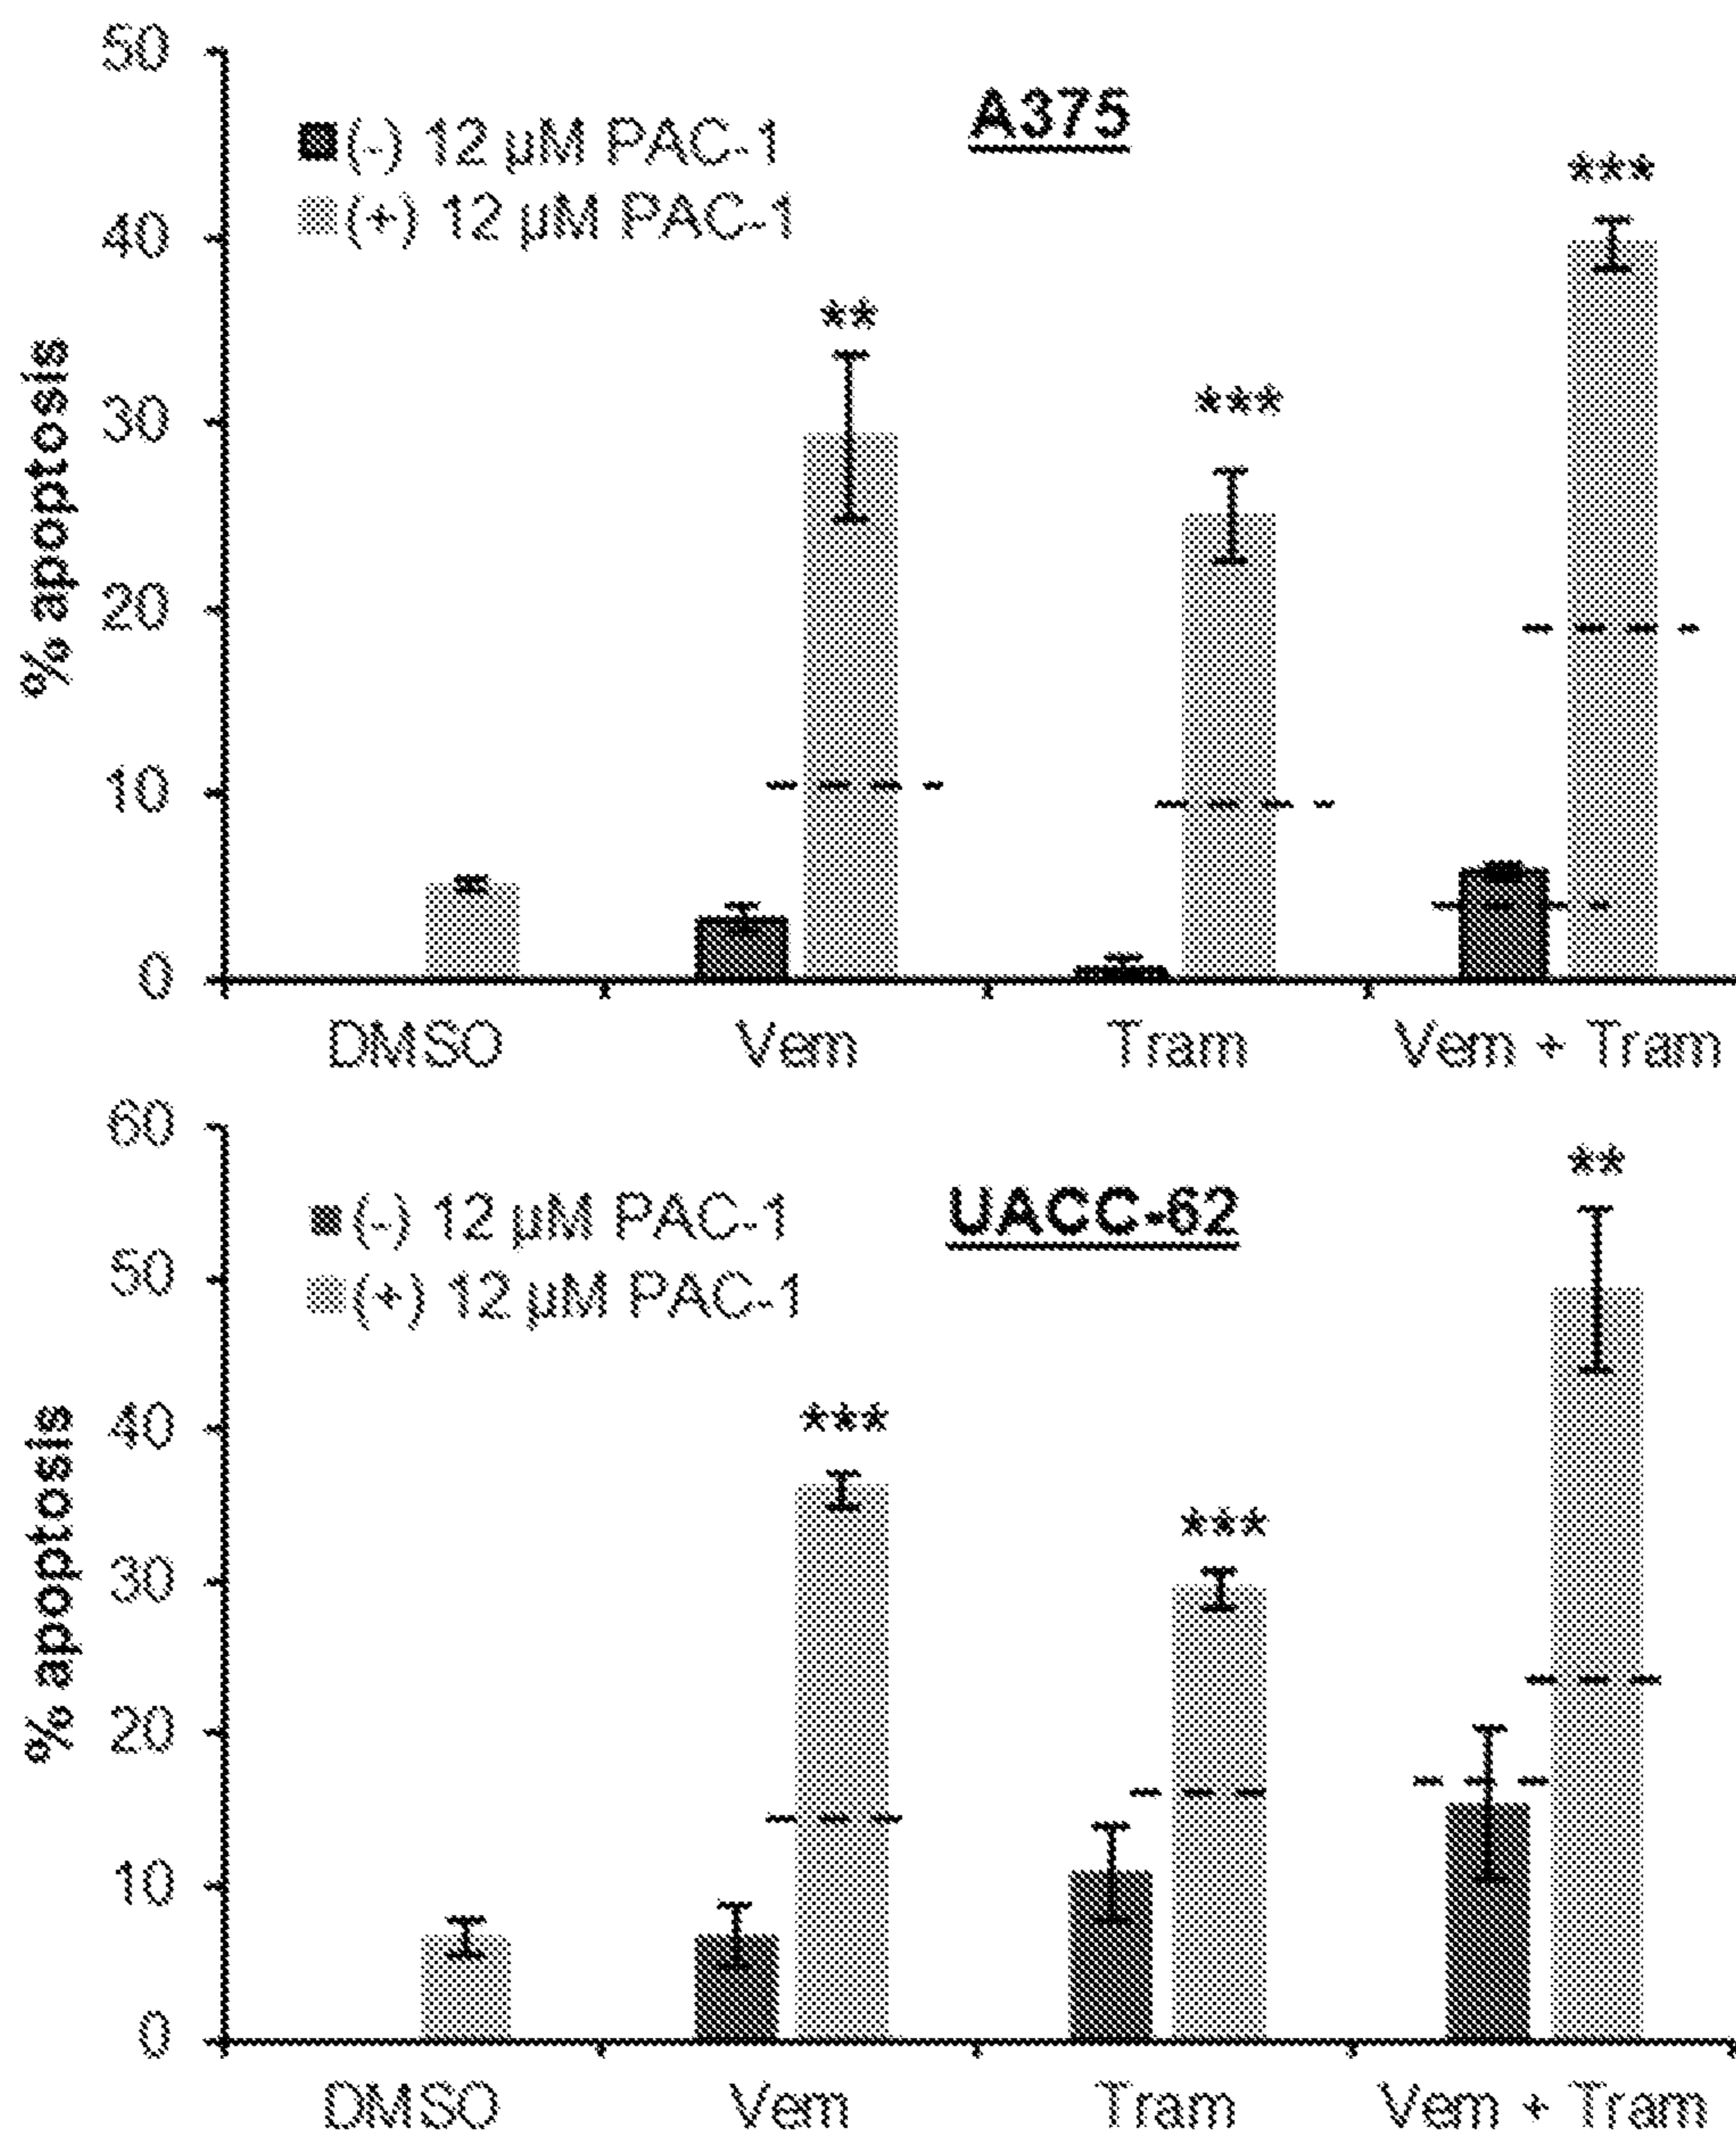 50
A375
(-) 12 µM PAC-1
(+) 12 µM PAC-1
***
40
**
***
30
% apoptosis
20
10
0
DMSO Vem Tram Vem + Tram
60
**
(-) 12 µM PAC-1
UACC-62
50
(+) 12 µM PAC-1
***
40
***
30
% apoptosis
20
10
0
DMSO Vem Tram Vem + Tram